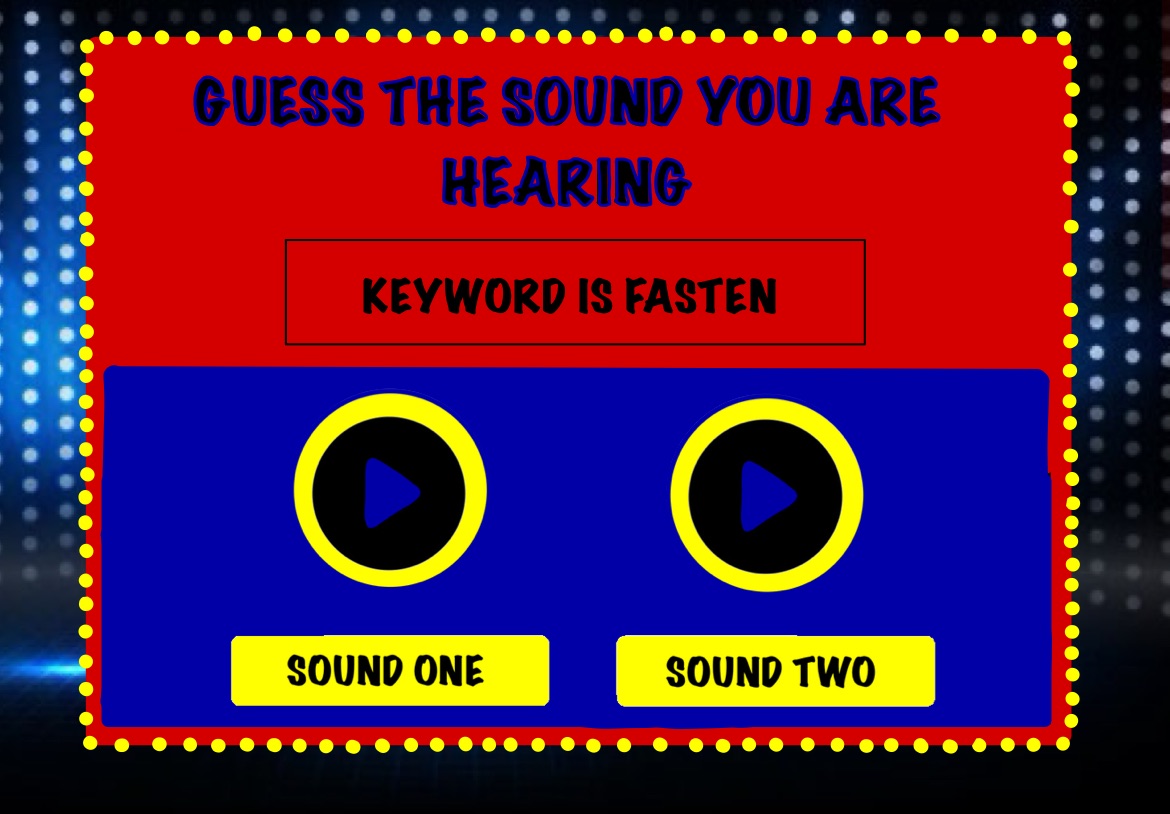 GUESS THE SOUND YOU ARE
HEARING
KEYWORD IS FASTEN
SOUND ONE
SOUND TWO